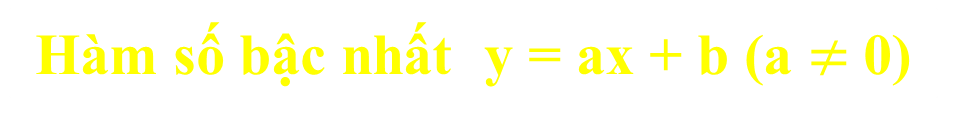 Hàm số bậc nhất y = ax + b (a ≠ 0)